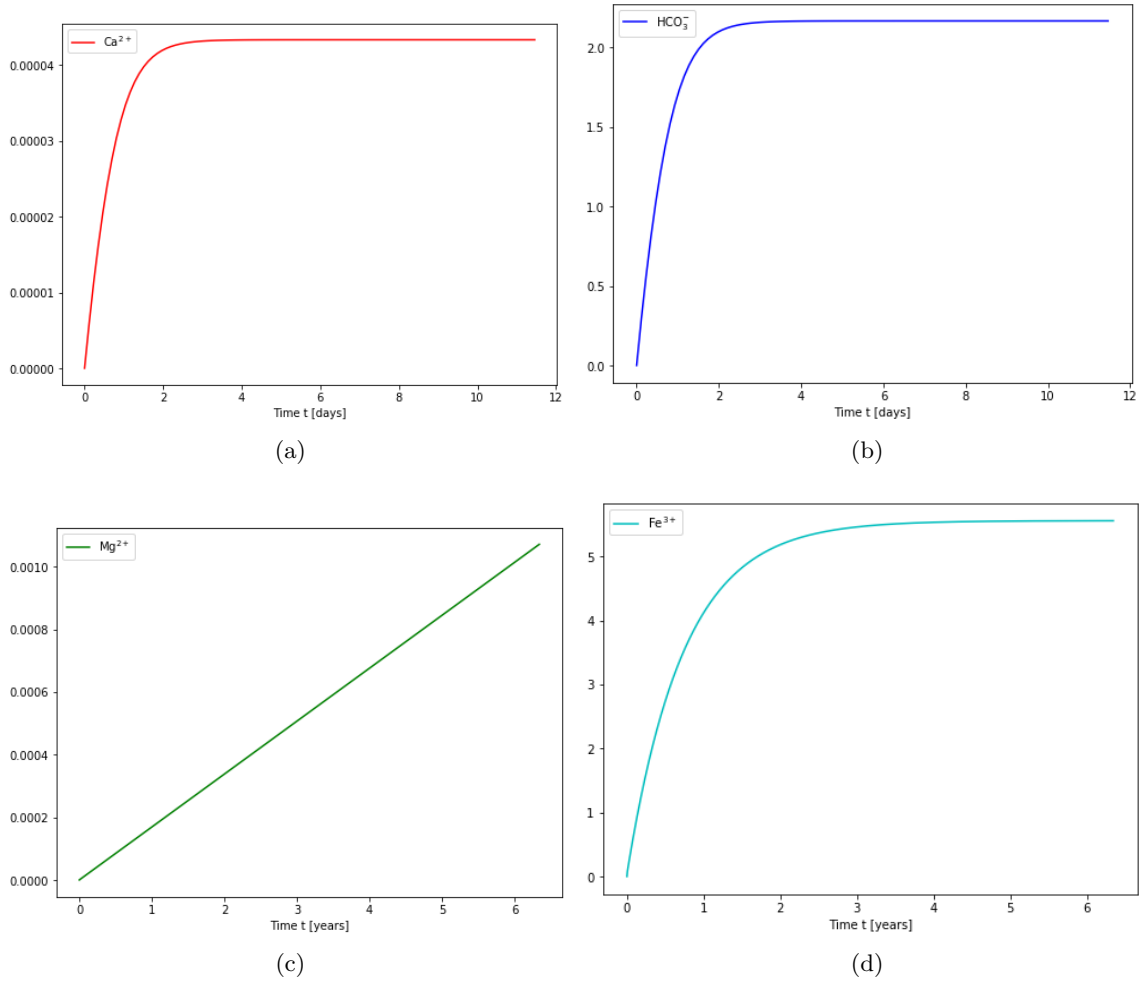 Ca²⁺
0.00004
0.00003
0.00002
0.00001
0.00000
0 2 4 6 8 10 12
Time t [days]
(a)
HCO₃⁻
2.0
1.5
1.0
0.5
0.0
0 2 4 6 8 10 12
Time t [days]
(b)
Mg²⁺
0.0010
0.0008
0.0006
0.0004
0.0002
0.0000
0 1 2 3 4 5 6
Time t [years]
(c)
Fe³⁺
5
4
3
2
1
0
0 1 2 3 4 5 6
Time t [years]
(d)